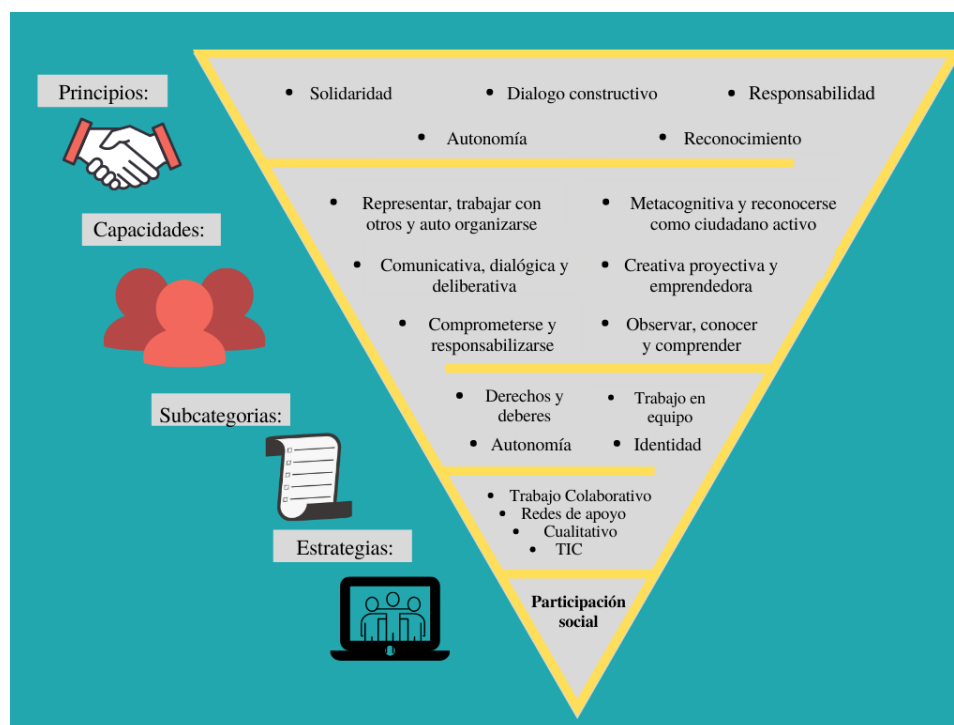 Principios:
• Solidaridad • Dialogo constructivo • Responsabilidad
• Autonomía • Reconocimiento
Capacidades:
• Representar, trabajar con
otros y auto organizarse
• Metacognitiva y reconocerse
como ciudadano activo
• Comunicativa, dialógica y
deliberativa
• Creativa proyectiva y
emprendedora
• Comprometerse y
responsabilizarse
• Observar, conocer
y comprender
Subcategorias:
• Derechos y
deberes
• Trabajo en
equipo
• Autonomía • Identidad
Estrategias:
• Trabajo Colaborativo
• Redes de apoyo
• Cualitativo
• TIC
Participación
social